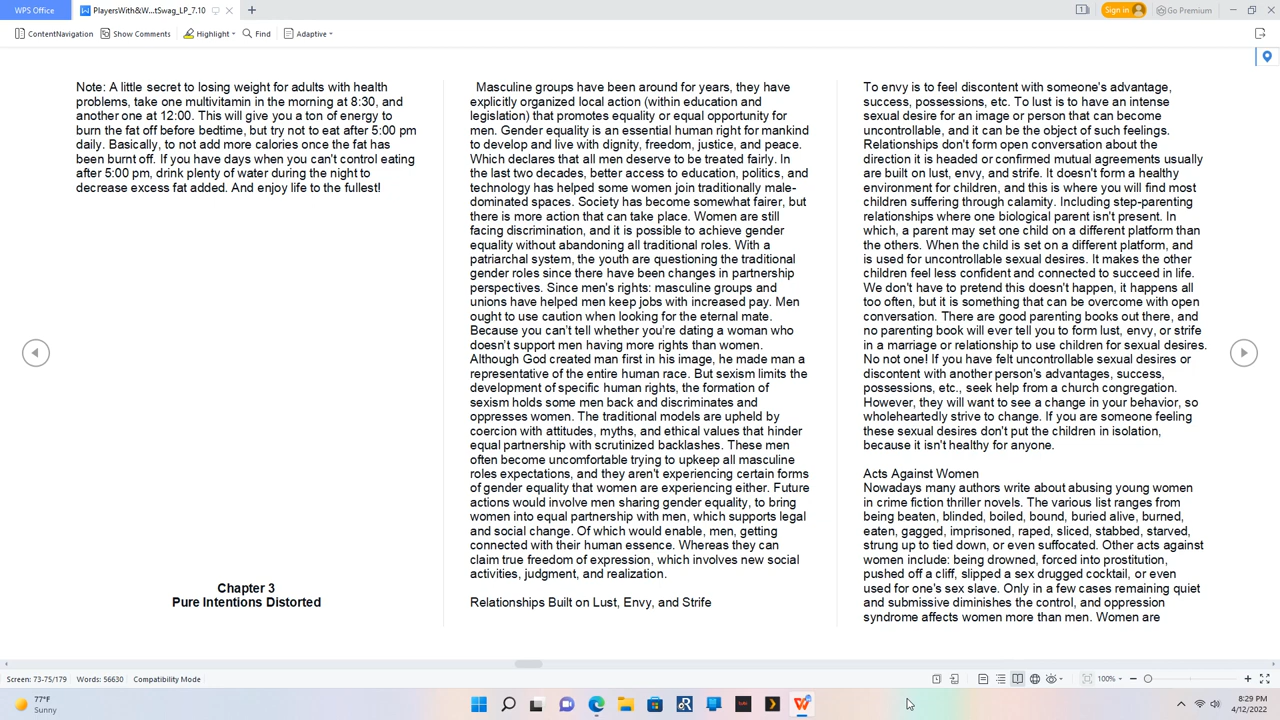 WPS Office
PlayersWith&W...tSwag_LP_7.10
Sign in
Go Premium
ContentNavigation
Show Comments
Highlight
Find
Adaptive
Note: A little secret to losing weight for adults with health
problems, take one multivitamin in the morning at 8:30, and
another one at 12:00. This will give you a ton of energy to
burn the fat off before bedtime, but try not to eat after 5:00 pm
daily. Basically, to not add more calories once the fat has
been burnt off. If you have days when you can't control eating
after 5:00 pm, drink plenty of water during the night to
decrease excess fat added. And enjoy life to the fullest!
Chapter 3
Pure Intentions Distorted
Masculine groups have been around for years, they have
explicitly organized local action (within education and
legislation) that promotes equality or equal opportunity for
men. Gender equality is an essential human right for mankind
to develop and live with dignity, freedom, justice, and peace.
Which declares that all men deserve to be treated fairly. In
the last two decades, better access to education, politics, and
technology has helped some women join traditionally male-
dominated spaces. Society has become somewhat fairer, but
there is more action that can take place. Women are still
facing discrimination, and it is possible to achieve gender
equality without abandoning all traditional roles. With a
patriarchal system, the youth are questioning the traditional
gender roles since there have been changes in partnership
perspectives. Since men's rights: masculine groups and
unions have helped men keep jobs with increased pay. Men
ought to use caution when looking for the eternal mate.
Because you can't tell whether you're dating a woman who
doesn't support men having more rights than women.
Although God created man first in his image, he made man a
representative of the entire human race. But sexism limits the
development of specific human rights, the formation of
sexism holds some men back and discriminates and
oppresses women. The traditional models are upheld by
coercion with attitudes, myths, and ethical values that hinder
equal partnership with scrutinized backlashes. These men
often become uncomfortable trying to upkeep all masculine
roles expectations, and they aren't experiencing certain forms
of gender equality that women are experiencing either. Future
actions would involve men sharing gender equality, to bring
women into equal partnership with men, which supports legal
and social change. Of which would enable, men, getting
connected with their human essence. Whereas they can
claim true freedom of expression, which involves new social
activities, judgment, and realization.
Relationships Built on Lust, Envy, and Strife
To envy is to feel discontent with someone's advantage,
success, possessions, etc. To lust is to have an intense
sexual desire for an image or person that can become
uncontrollable, and it can be the object of such feelings.
Relationships don't form open conversation about the
direction it is headed or confirmed mutual agreements usually
are built on lust, envy, and strife. It doesn't form a healthy
environment for children, and this is where you will find most
children suffering through calamity. Including step-parenting
relationships where one biological parent isn't present. In
which, a parent may set one child on a different platform than
the others. When the child is set on a different platform, and
is used for uncontrollable sexual desires. It makes the other
children feel less confident and connected to succeed in life.
We don't have to pretend this doesn't happen, it happens all
too often, but it is something that can be overcome with open
conversation. There are good parenting books out there, and
no parenting book will ever tell you to form lust, envy, or strife
in a marriage or relationship to use children for sexual desires.
No not one! If you have felt uncontrollable sexual desires or
discontent with another person's advantages, success,
possessions, etc., seek help from a church congregation.
However, they will want to see a change in your behavior, so
wholeheartedly strive to change. If you are someone feeling
these sexual desires don't put the children in isolation,
because it isn't healthy for anyone.
Acts Against Women
Nowadays many authors write about abusing young women
in crime fiction thriller novels. The various list ranges from
being beaten, blinded, boiled, bound, buried alive, burned,
eaten, gagged, imprisoned, raped, sliced, stabbed, starved,
strung up to tied down, or even suffocated. Other acts against
women include: being drowned, forced into prostitution,
pushed off a cliff, slipped a sex drugged cocktail, or even
used for one's sex slave. Only in a few cases remaining quiet
and submissive diminishes the control, and oppression
syndrome affects women more than men. Women are
Screen: 73-75/179
Words: 56630
Compatibility Mode
100%
77°F
Sunny
6:29 PM
4/12/2022